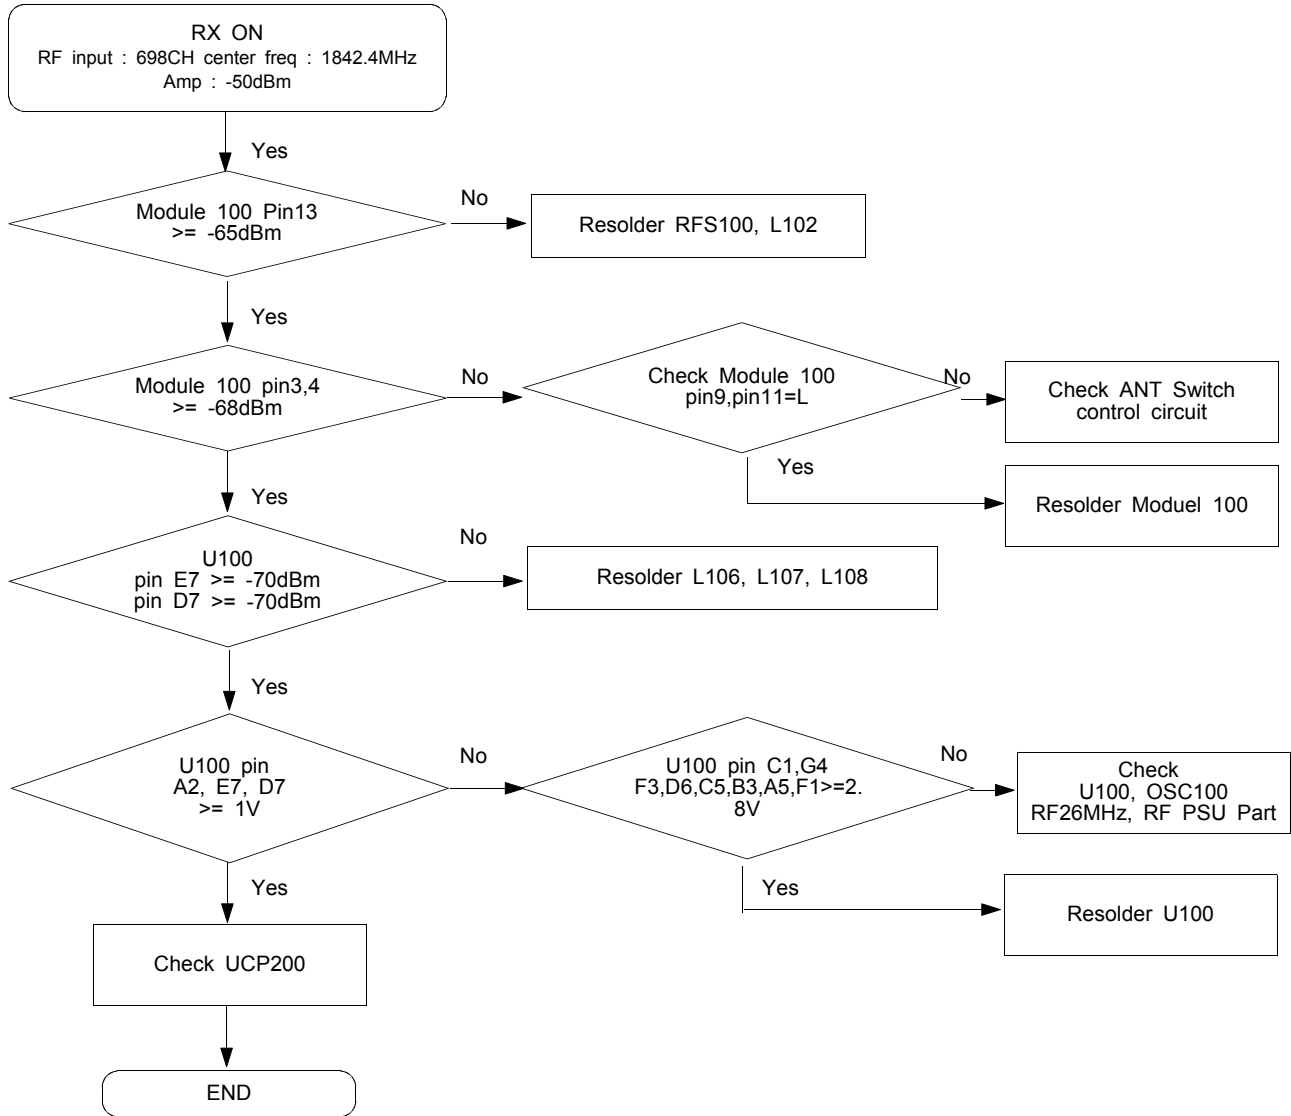 RX ON
RF input : 698CH center freq : 1842.4MHz
Amp : -50dBm
Yes
Module 100 Pin13
>= -65dBm
No
Resolder RFS100, L102
Yes
Module 100 pin3,4
>= -68dBm
No
Check Module 100
pin9,pin11=L
No
Check ANT Switch
control circuit
Yes
Resolder Moduel 100
Yes
U100
pin E7 >= -70dBm
pin D7 >= -70dBm
No
Resolder L106, L107, L108
Yes
U100 pin
A2, E7, D7
>= 1V
No
U100 pin C1,G4
F3,D6,C5,B3,A5,F1>=2.
8V
No
Check
U100, OSC100
RF26MHz, RF PSU Part
Yes
Resolder U100
Yes
Check UCP200
END